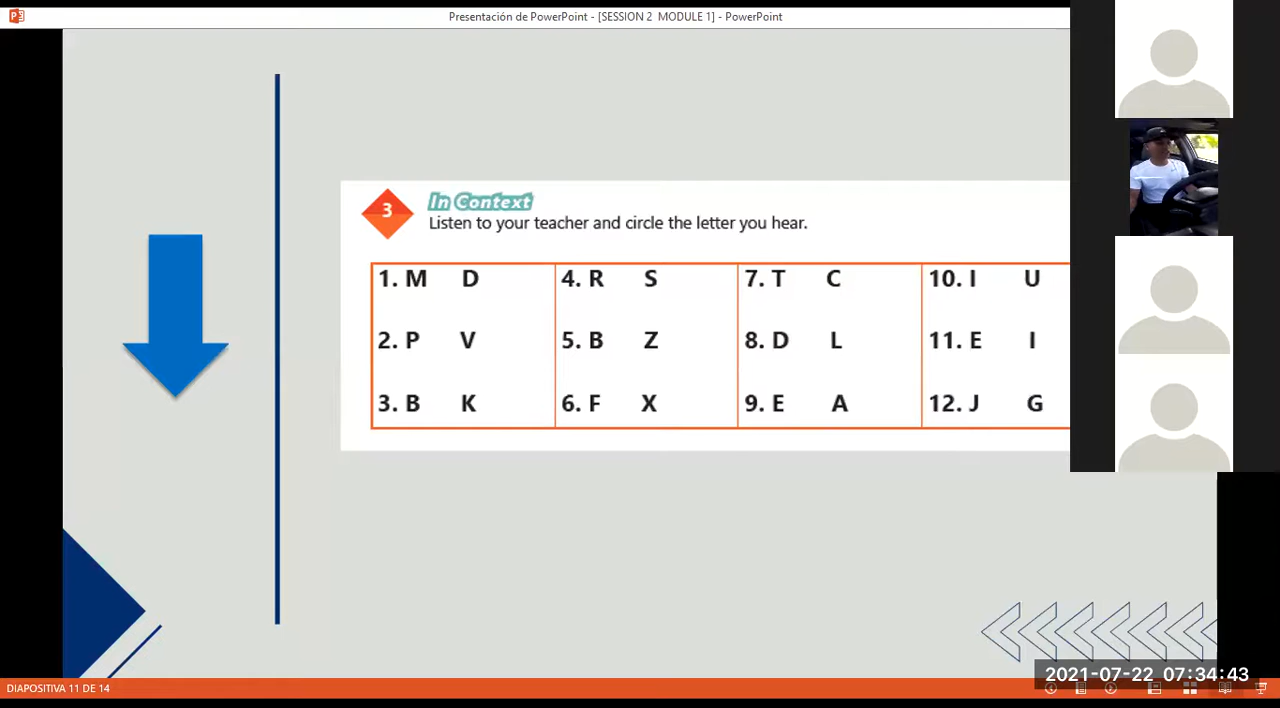 Presentación de PowerPoint - [SESSION 2 MODULE 1] - PowerPoint
3
In Context
Listen to your teacher and circle the letter you hear.
1. M D 4. R S 7. T C 10. I U
2. P V 5. B Z 8. D L 11. E I
3. B K 6. F X 9. E A 12. J G
2021-07-22 07:34:43
DIAPOSITIVA 11 DE 14